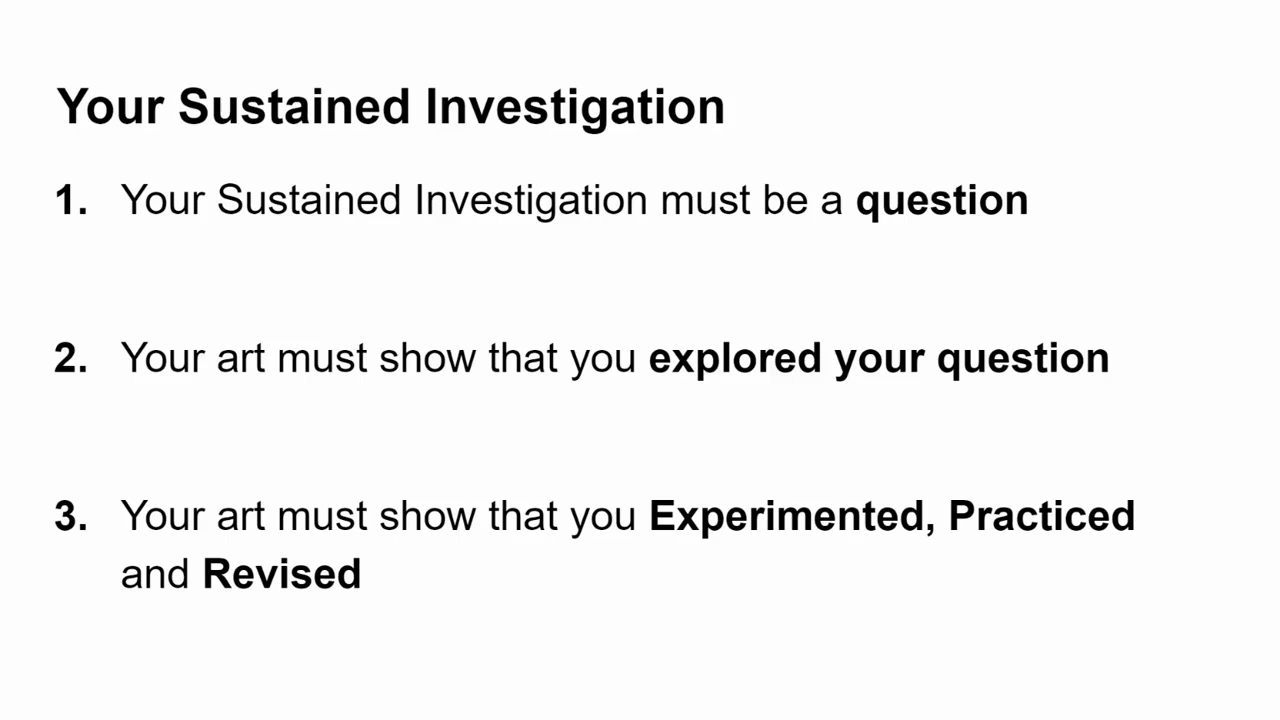 Your Sustained Investigation
1. Your Sustained Investigation must be a question
2. Your art must show that you explored your question
3. Your art must show that you Experimented, Practiced
and Revised